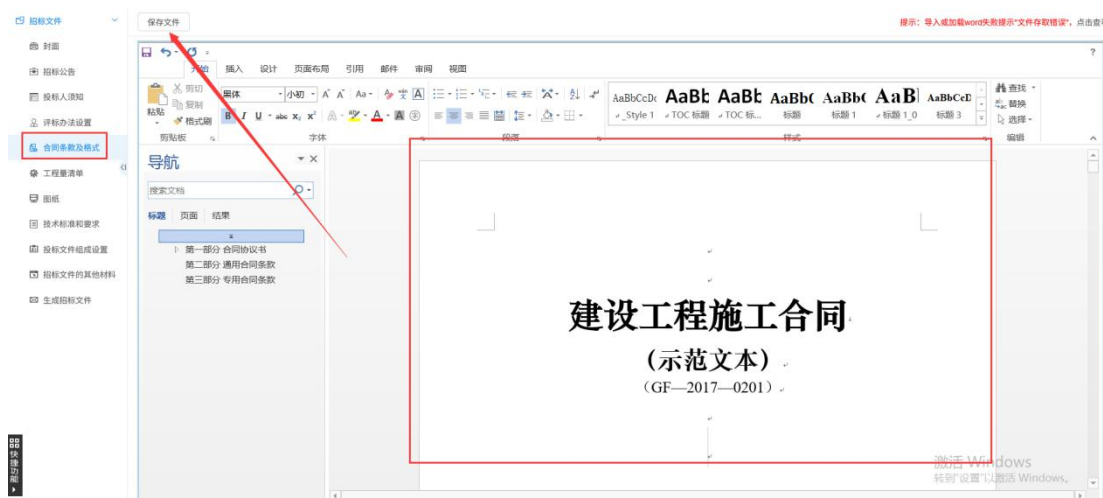 招标文件
保存文件
提示：导入或加载word失败提示"文件存取错误"，点击查
封面
招标公告
投标人须知
评标办法设置
合同条款及格式
工程量清单
图纸
技术标准和要求
投标文件组成设置
招标文件的其他材料
生成招标文件
快捷功能
开始 插入 设计 页面布局 引用 邮件 审阅 视图
剪切
复制
格式刷
粘贴
黑体 小初
剪贴板 字体 段落 样式 编辑
AaBbCcDc AaBb AaBb AaBb( AaBb( AaB AaBbCcD
_Style 1 TOC 标题 TOC 标... 标题 标题 1 标题 1_0 标题 3
查找
替换
选择
导航
搜索文档
标题 页面 结果
第一部分 合同协议书
第二部分 通用合同条款
第三部分 专用合同条款
建设工程施工合同
（示范文本）
（GF—2017—0201）
激活 Windows
转到"设置"以激活 Windows。